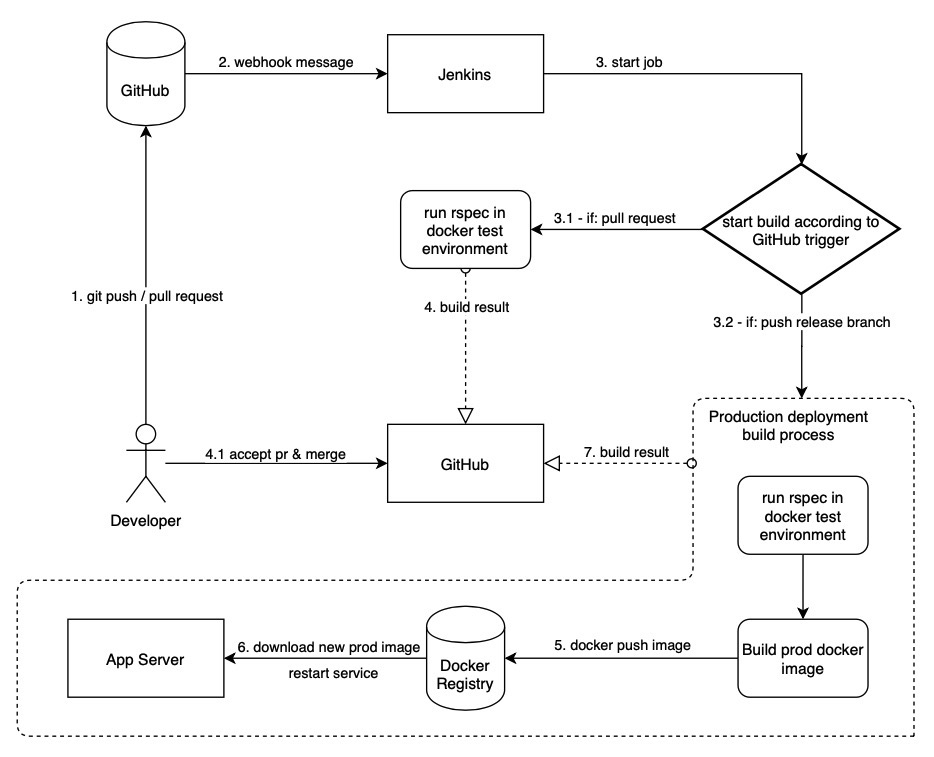 GitHub
2. webhook message
Jenkins
3. start job
start build according to
GitHub trigger
3.1 - if: pull request
run rspec in
docker test
environment
1. git push / pull request
4. build result
3.2 - if: push release branch
Production deployment
build process
Developer
4.1 accept pr & merge
GitHub
7. build result
run rspec in
docker test
environment
Build prod docker
image
5. docker push image
Docker
Registry
6. download new prod image
restart service
App Server